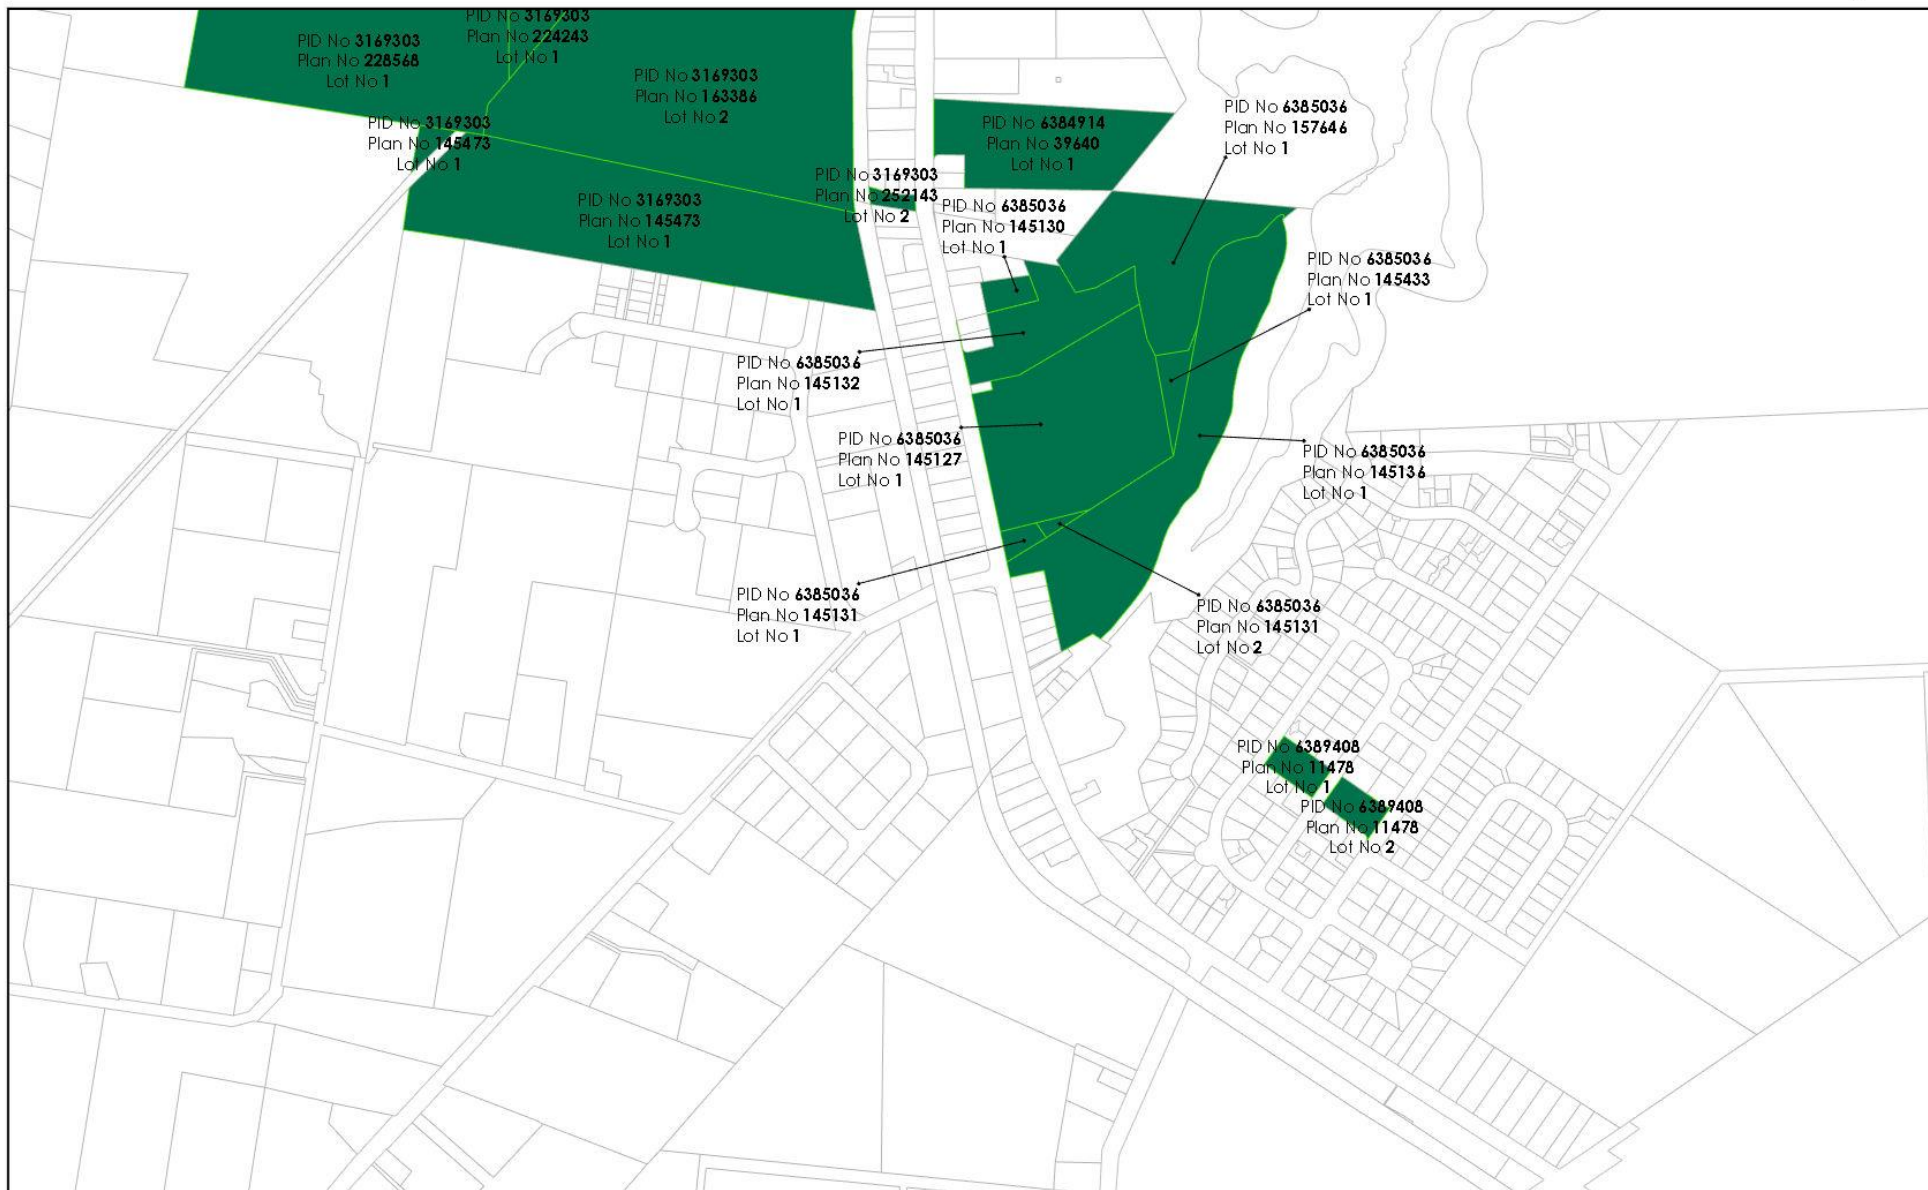 PID No 3169303
Plan No 224243
Lot No 1
PID No 3169303
Plan No 228568
Lot No 1
PID No 3169303
Plan No 163386
Lot No 2
PID No 3169303
Plan No 145473
Lot No 1
PID No 6384914
Plan No 39640
Lot No 1
PID No 6385036
Plan No 157646
Lot No 1
PID No 3169303
Plan No 145473
Lot No 1
PID No 3169303
Plan No 252143
Lot No 2
PID No 6385036
Plan No 145130
Lot No 1
PID No 6385036
Plan No 145433
Lot No 1
PID No 6385036
Plan No 145132
Lot No 1
PID No 6385036
Plan No 145127
Lot No 1
PID No 6385036
Plan No 145136
Lot No 1
PID No 6385036
Plan No 145131
Lot No 1
PID No 6385036
Plan No 145131
Lot No 2
PID No 6389408
Plan No 11478
Lot No 1
PID No 6389408
Plan No 11478
Lot No 2